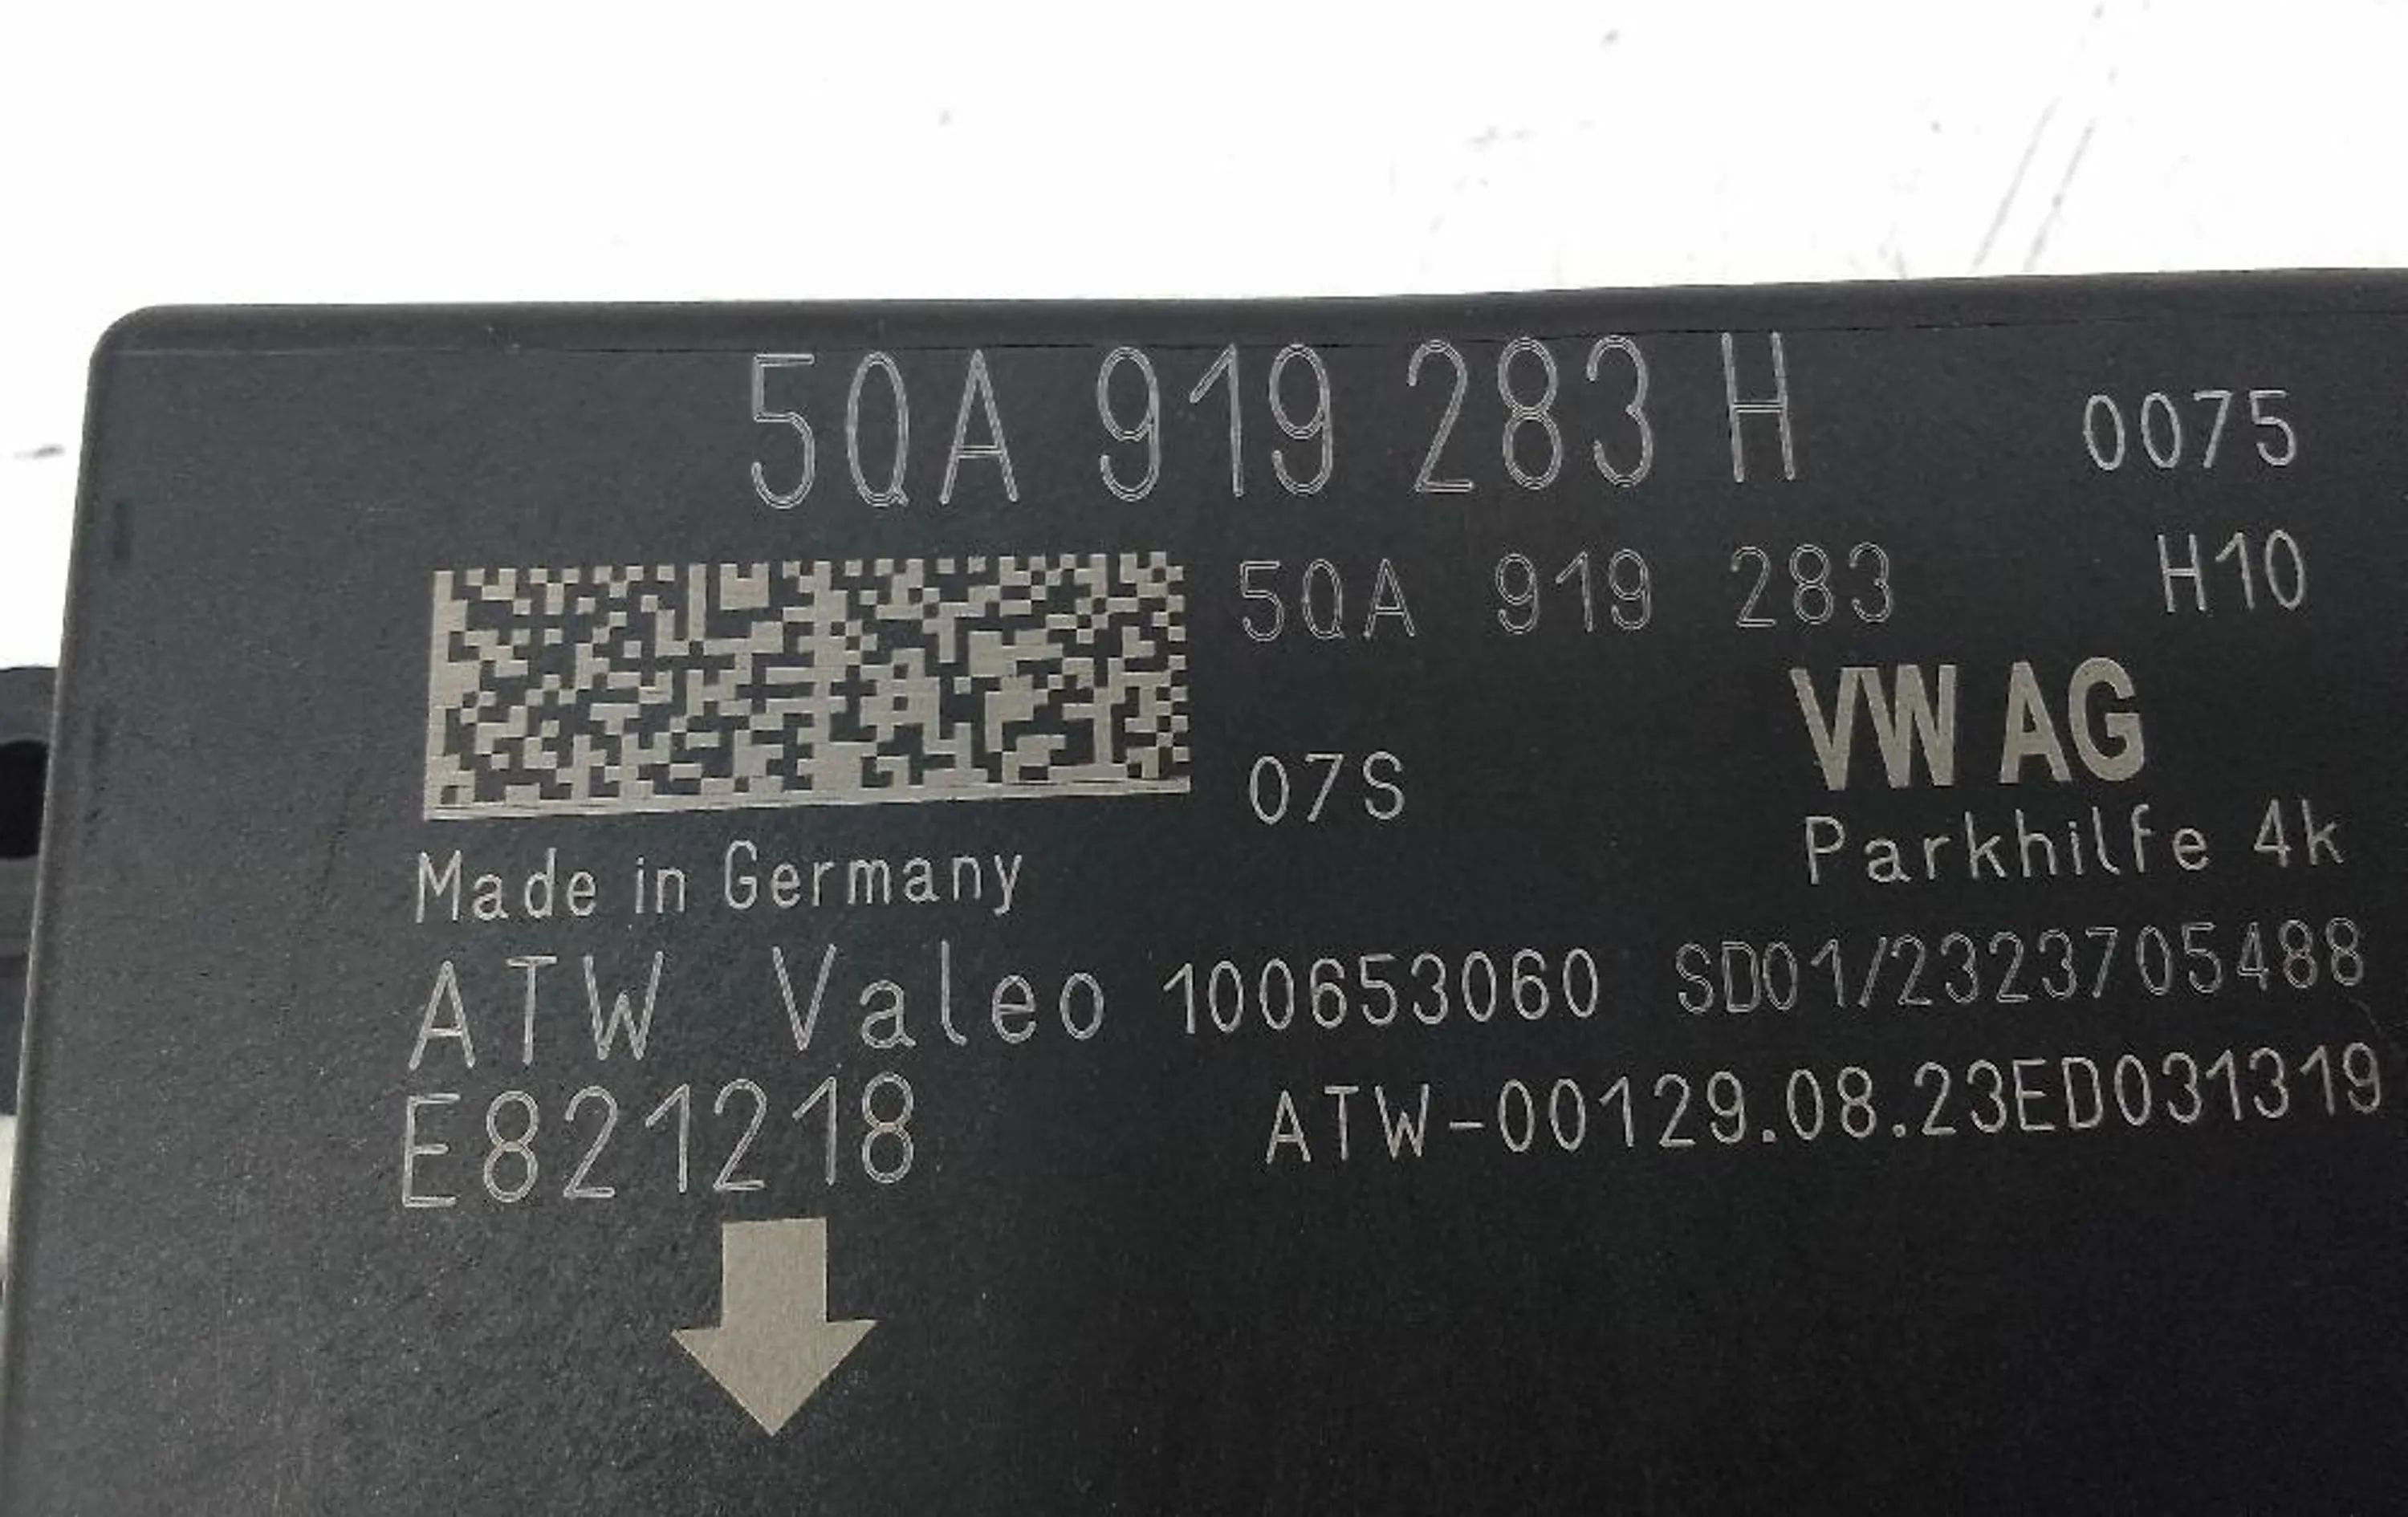 5QA 919 283 H 0075
5QA 919 283 H10
VW AG
07S
Parkhilfe 4k
Made in Germany
ATW Valeo 100653060 SD01/2323705488
E821218 ATW-00129.08.23ED031319